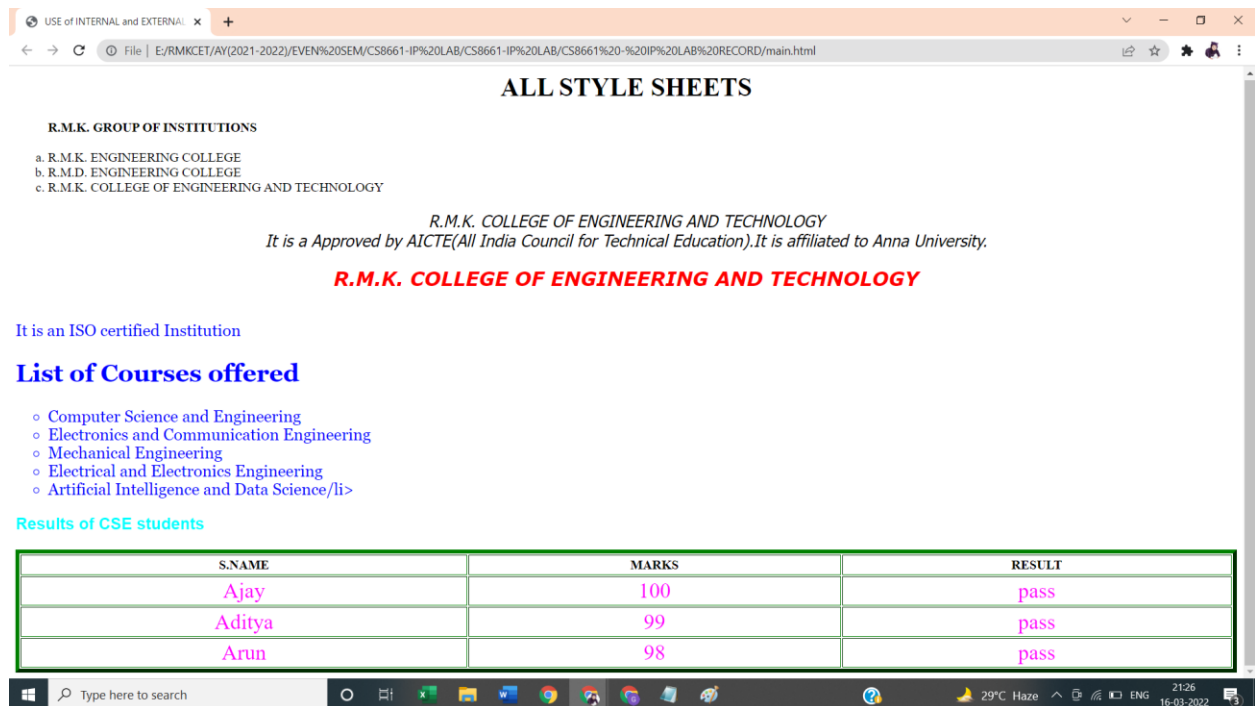 USE of INTERNAL and EXTERNAL
File | E:/RMKCET/AY(2021-2022)/EVEN%20SEM/CS8661-IP%20LAB/CS8661-IP%20LAB/CS8661%20-%20IP%20LAB%20RECORD/main.html
ALL STYLE SHEETS
R.M.K. GROUP OF INSTITUTIONS
a. R.M.K. ENGINEERING COLLEGE
b. R.M.D. ENGINEERING COLLEGE
c. R.M.K. COLLEGE OF ENGINEERING AND TECHNOLOGY
R.M.K. COLLEGE OF ENGINEERING AND TECHNOLOGY
It is a Approved by AICTE(All India Council for Technical Education).It is affiliated to Anna University.
R.M.K. COLLEGE OF ENGINEERING AND TECHNOLOGY
It is an ISO certified Institution
List of Courses offered
Computer Science and Engineering
Electronics and Communication Engineering
Mechanical Engineering
Electrical and Electronics Engineering
Artificial Intelligence and Data Science/li>
Results of CSE students
S.NAME MARKS RESULT
Ajay 100 pass
Aditya 99 pass
Arun 98 pass
Type here to search 29°C Haze ENG 21:26
16-03-2022 3